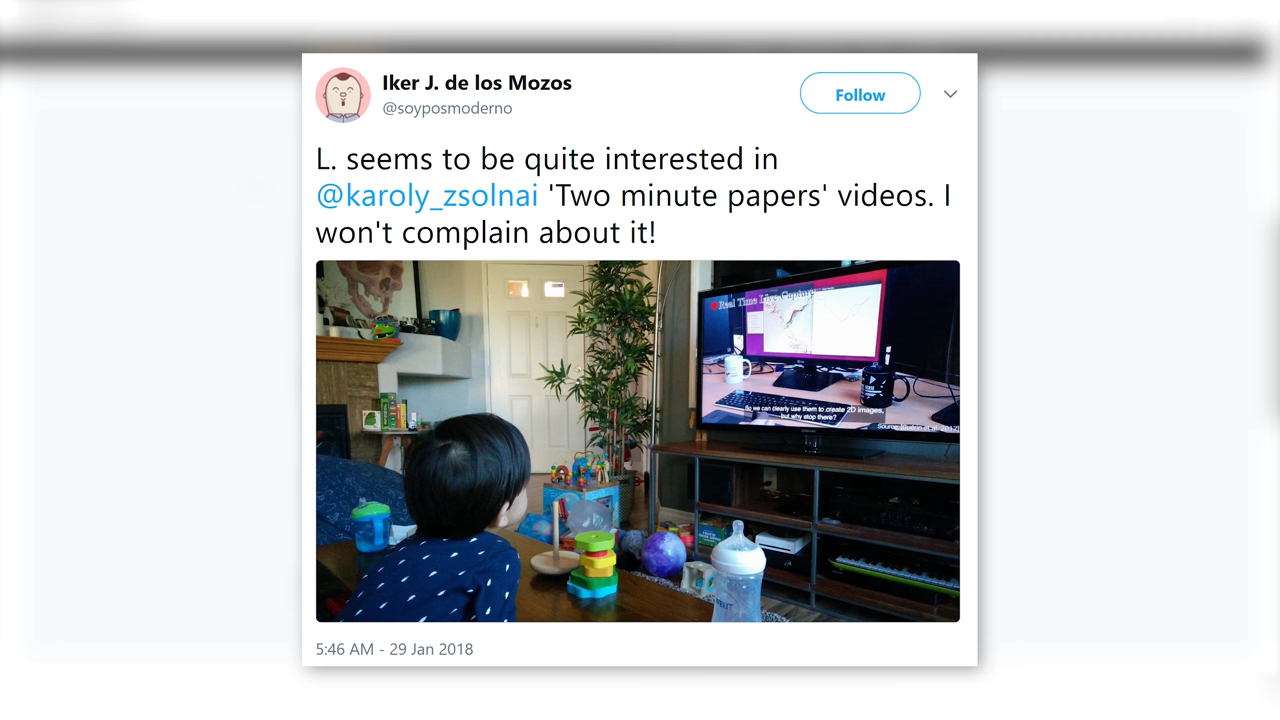 Iker J. de los Mozos
@soyposmoderno
Follow
L. seems to be quite interested in
@karoly_zsolnai 'Two minute papers' videos. I
won't complain about it!
Real Time Live Capture
So we can clearly use them to create 2D images,
but why stop there?
5:46 AM - 29 Jan 2018